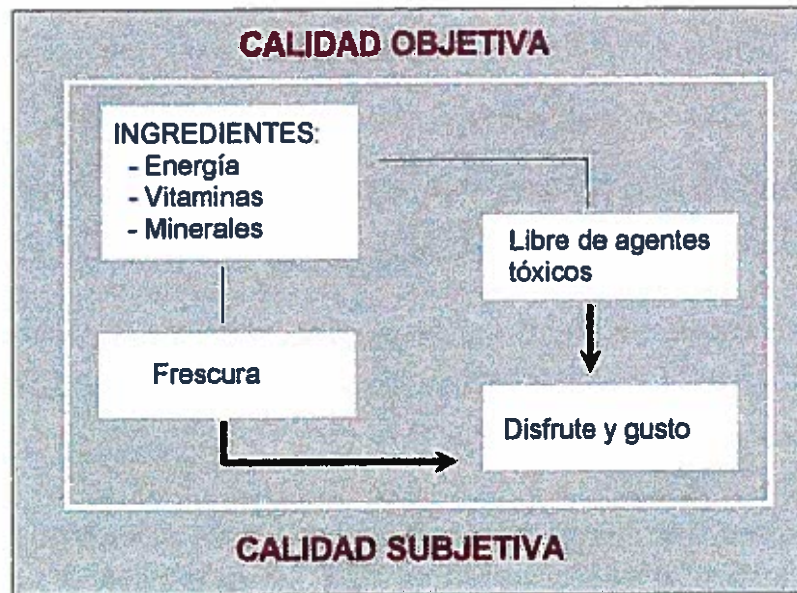 CALIDAD OBJETIVA
INGREDIENTES:
- Energía
- Vitaminas
- Minerales
Libre de agentes
tóxicos
Frescura
Disfrute y gusto
CALIDAD SUBJETIVA